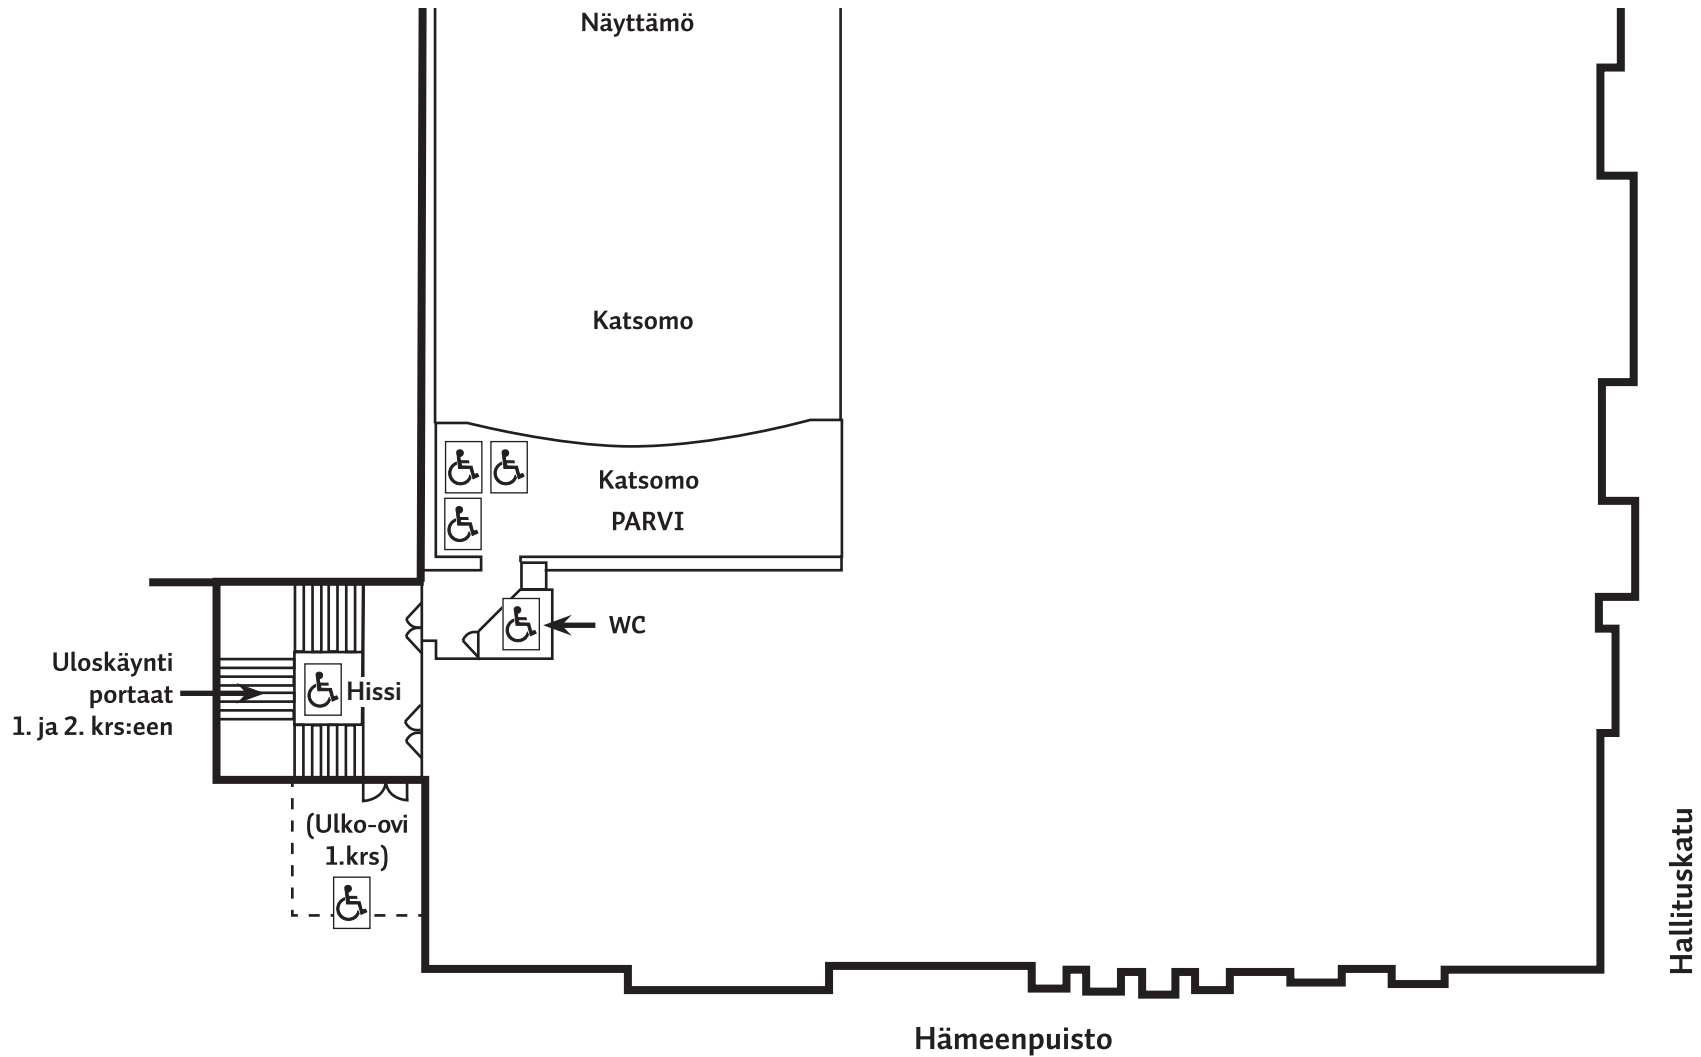 Näyttämö
Katsomo
Katsomo
PARVI
WC
Uloskäynti
portaat
1. ja 2. krs:een
Hissi
(Ulko-ovi
1.krs)
Hallituskatu
Hämeenpuisto